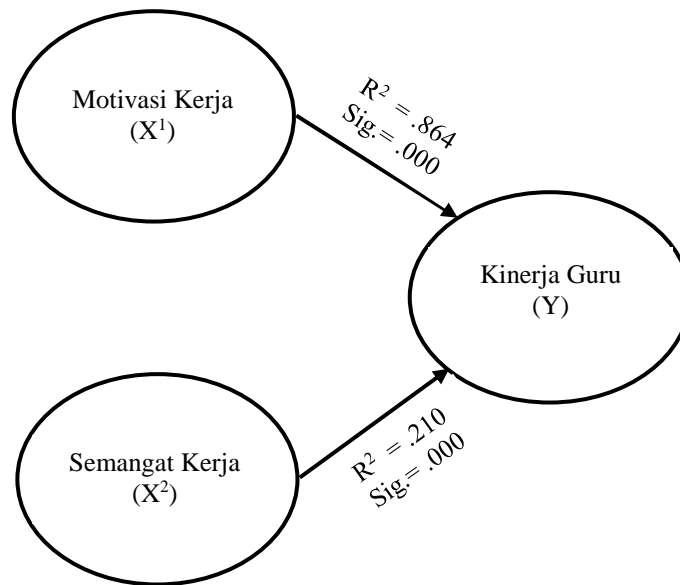 Motivasi Kerja
(X¹)
R² = .864
Sig.= .000
Kinerja Guru
(Y)
Semangat Kerja
(X²)
R² = .210
Sig.= .000